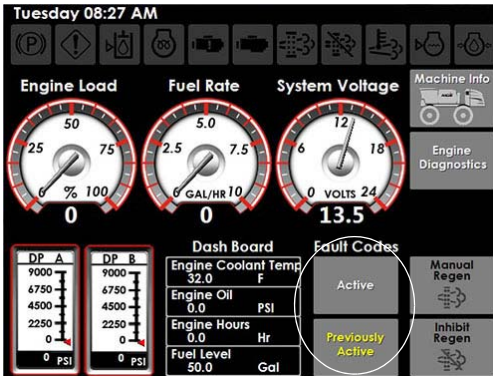 Tuesday 08:27 AM
(P)
Engine Load
Fuel Rate
System Voltage
Machine Info
50
25
75
0
%
100
0
5.0
2.5
7.5
0
GAL/HR
10
0
12
6
18
0
VOLTS
24
13.5
Engine
Diagnostics
DP A
9000
6750
4500
2250
0
0 PSI
DP B
9000
6750
4500
2250
0
0 PSI
Dash Board
Engine Coolant Temp
32.0 F
Engine Oil
0.0 PSI
Engine Hours
0.0 Hr
Fuel Level
50.0 Gal
Fault Codes
Active
Previously
Active
Manual
Regen
Inhibit
Regen